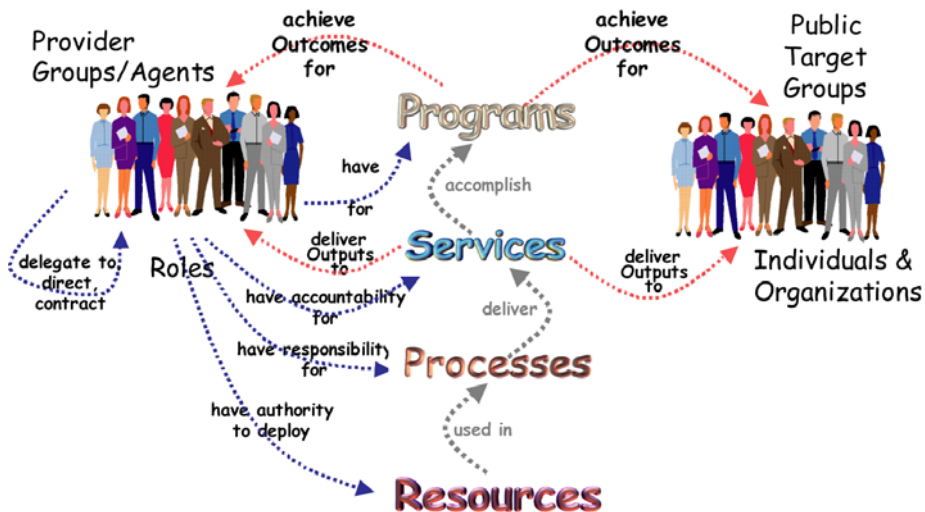 achieve
Outcomes
for
achieve
Outcomes
for
Provider
Groups/Agents
Public
Target
Groups
Programs
have
for
accomplish
deliver
Outputs
to
Services
deliver
Outputs
to
delegate to
direct
contract
Roles
Individuals &
Organizations
have accountability
for
deliver
have responsibility
for
Processes
have authority
to deploy
used in
Resources